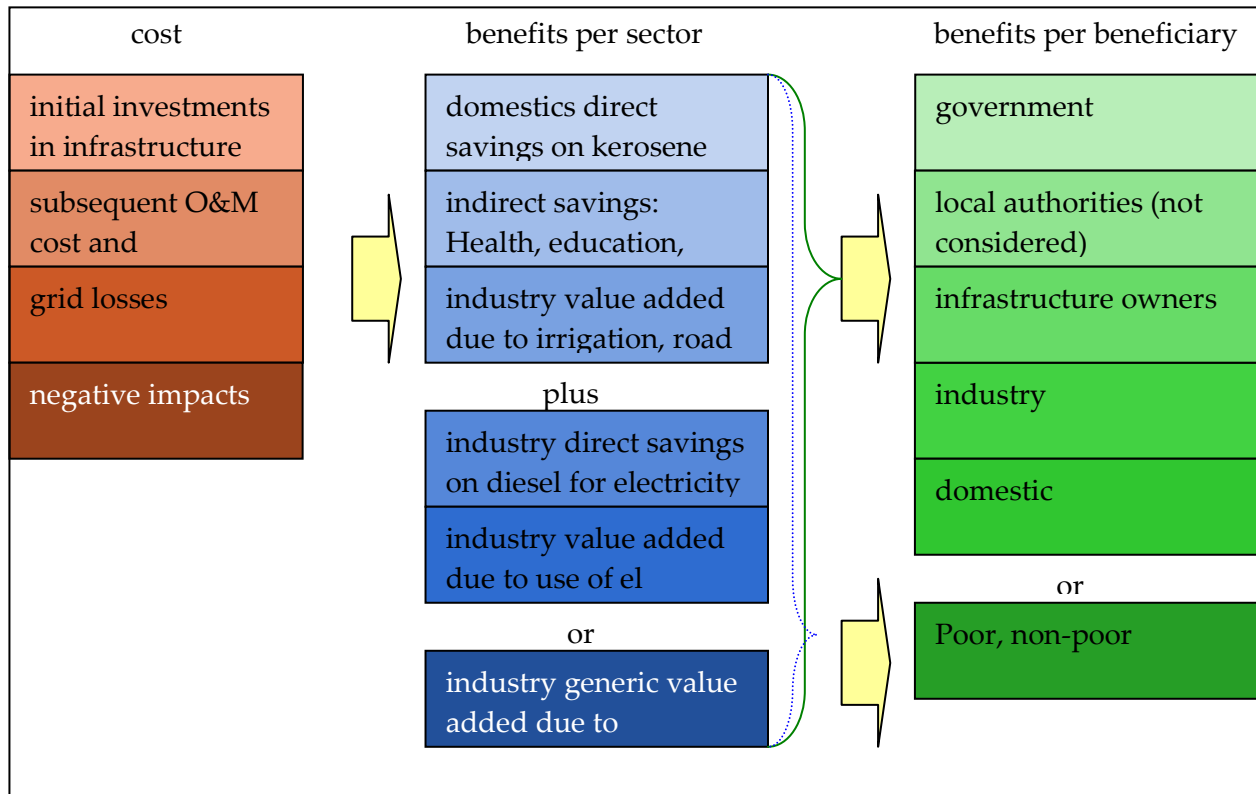 cost
initial investments
in infrastructure
subsequent O&M
cost and
grid losses
negative impacts
benefits per sector
domestics direct
savings on kerosene
indirect savings:
Health, education,
industry value added
due to irrigation, road
plus
industry direct savings
on diesel for electricity
industry value added
due to use of el
or
industry generic value
added due to
benefits per beneficiary
government
local authorities (not
considered)
infrastructure owners
industry
domestic
or
Poor, non-poor